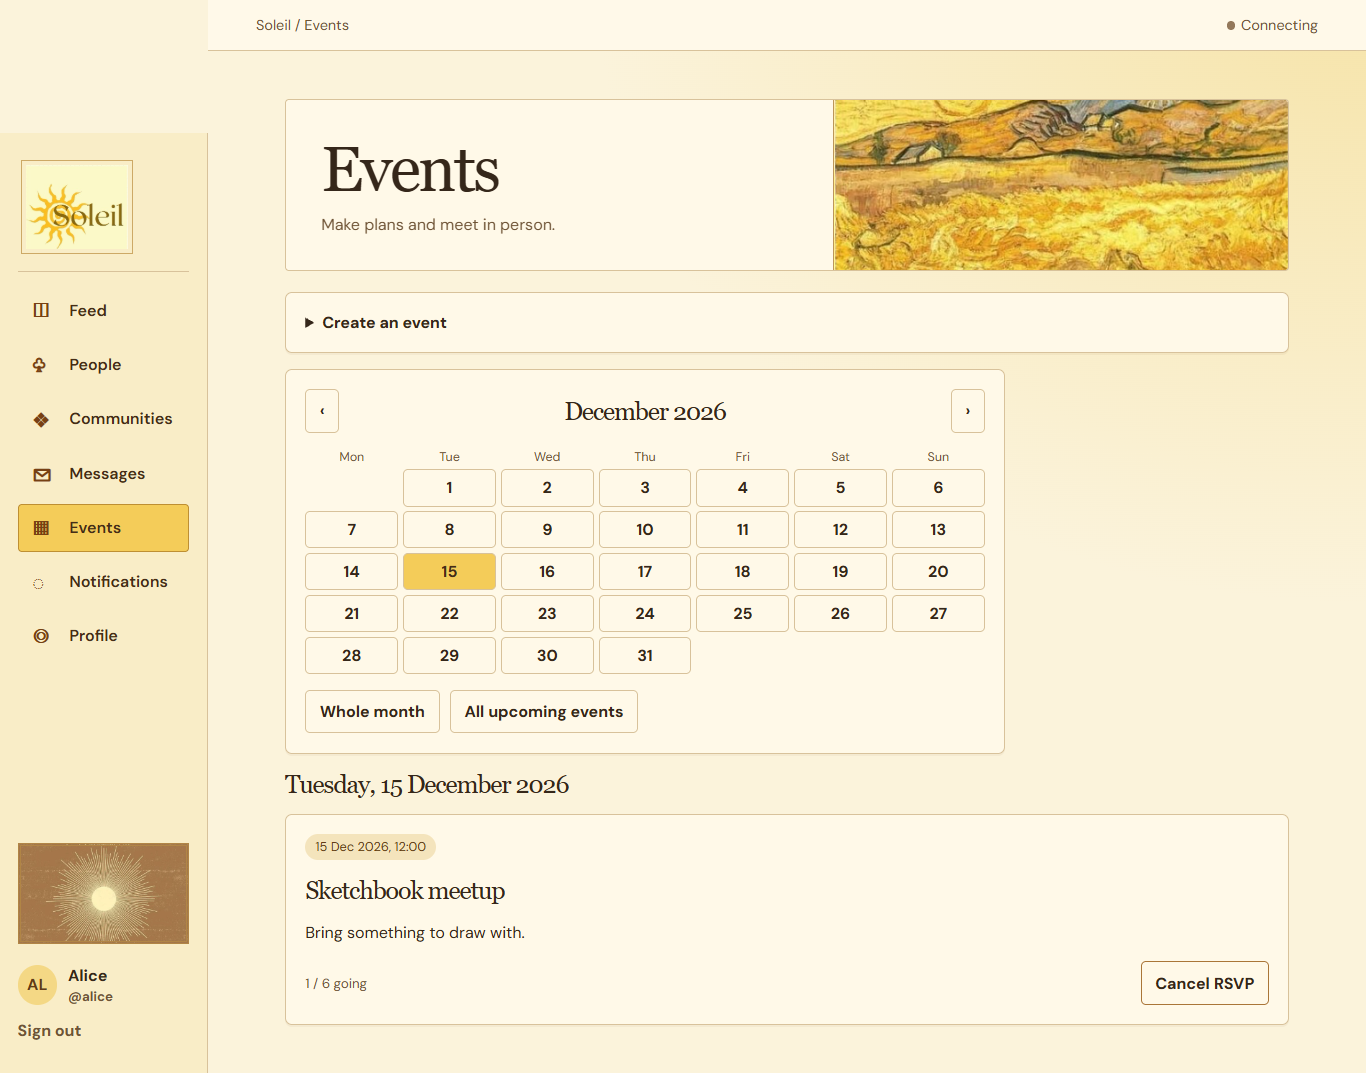 Soleil / Events
Connecting
Soleil
Feed
People
Communities
Messages
Events
Notifications
Profile
AL
Alice
@alice
Sign out
Events
Make plans and meet in person.
Create an event
‹
December 2026
›
Mon Tue Wed Thu Fri Sat Sun
1 2 3 4 5 6
7 8 9 10 11 12 13
14 15 16 17 18 19 20
21 22 23 24 25 26 27
28 29 30 31
Whole month
All upcoming events
Tuesday, 15 December 2026
15 Dec 2026, 12:00
Sketchbook meetup
Bring something to draw with.
1 / 6 going
Cancel RSVP